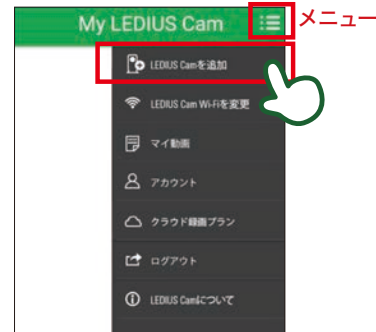 My LEDIUS Cam
メニュー
LEDIUS Camを追加
LEDIUS Cam Wi-Fiを変更
マイ動画
アカウント
クラウド録画プラン
ログアウト
LEDIUS Camについて